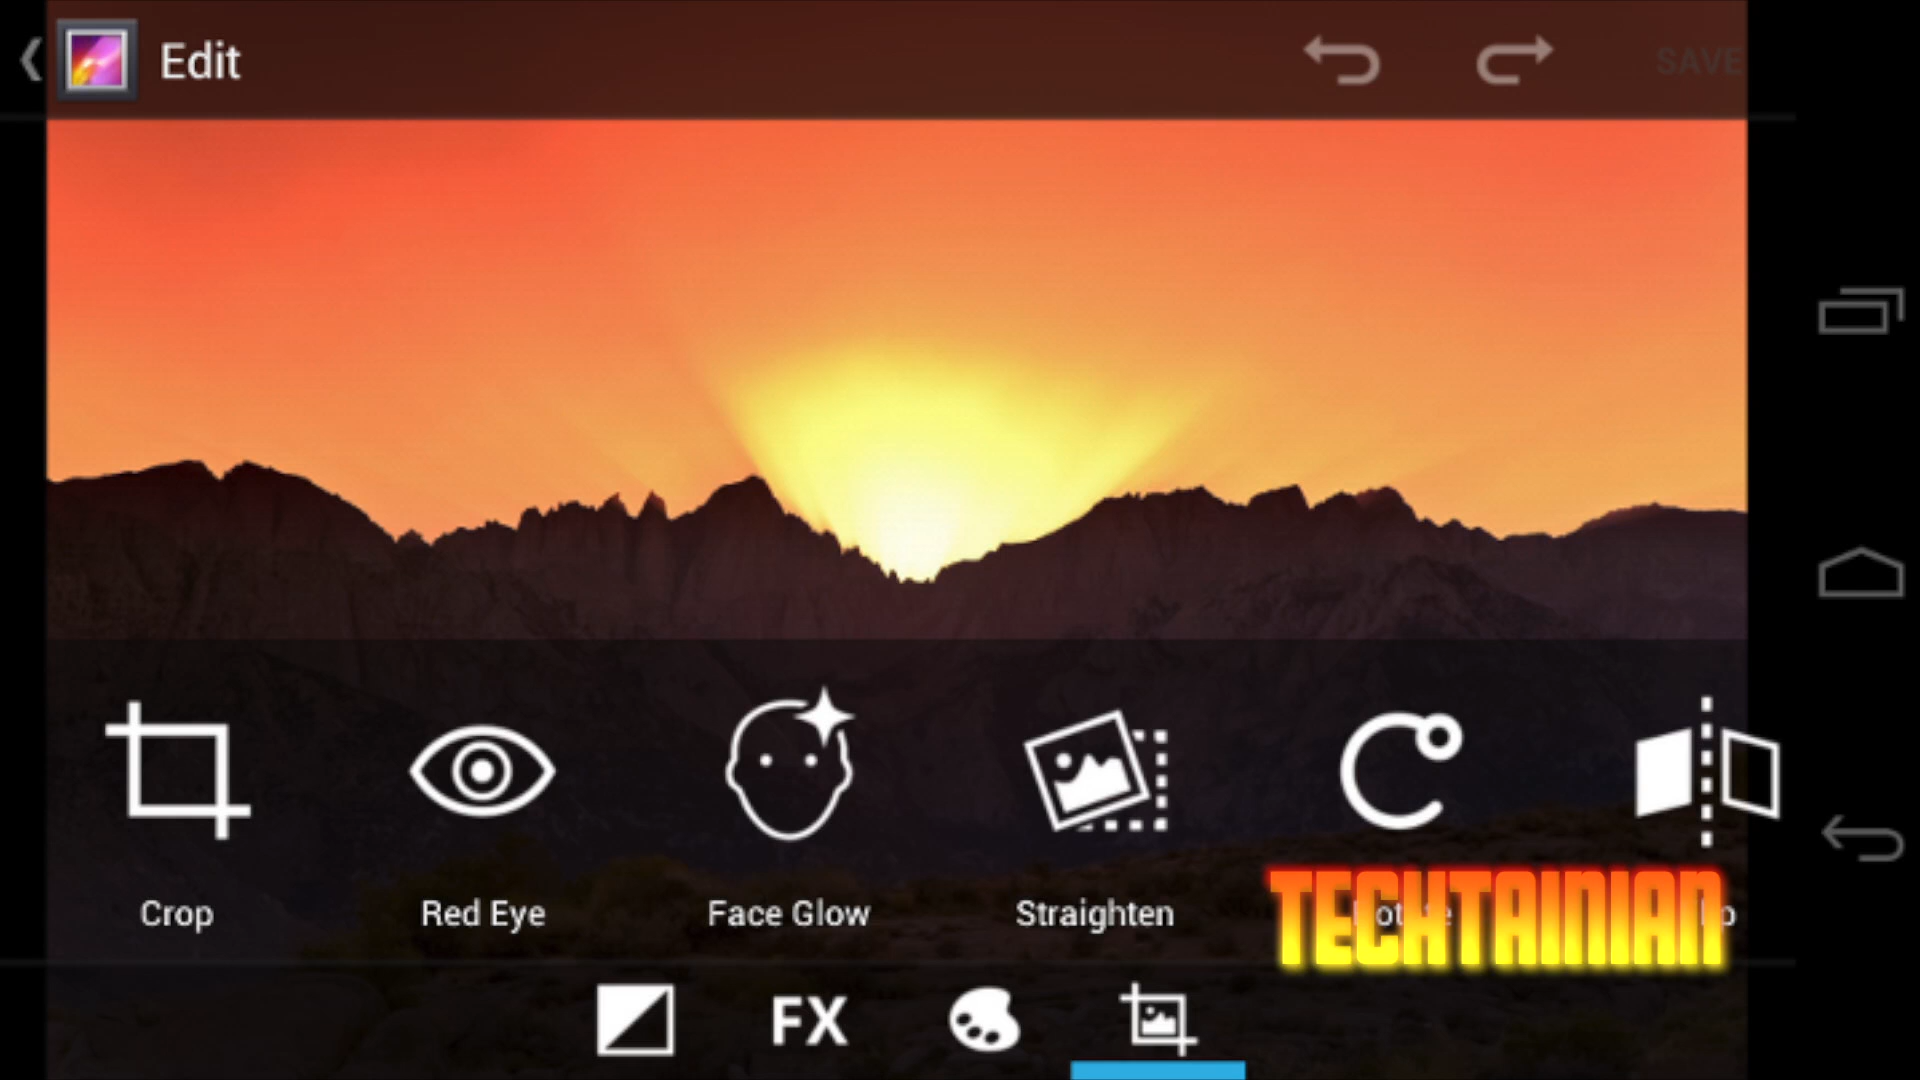 Edit
SAVE
Crop
Red Eye
Face Glow
Straighten
TECHTAINIAN
FX